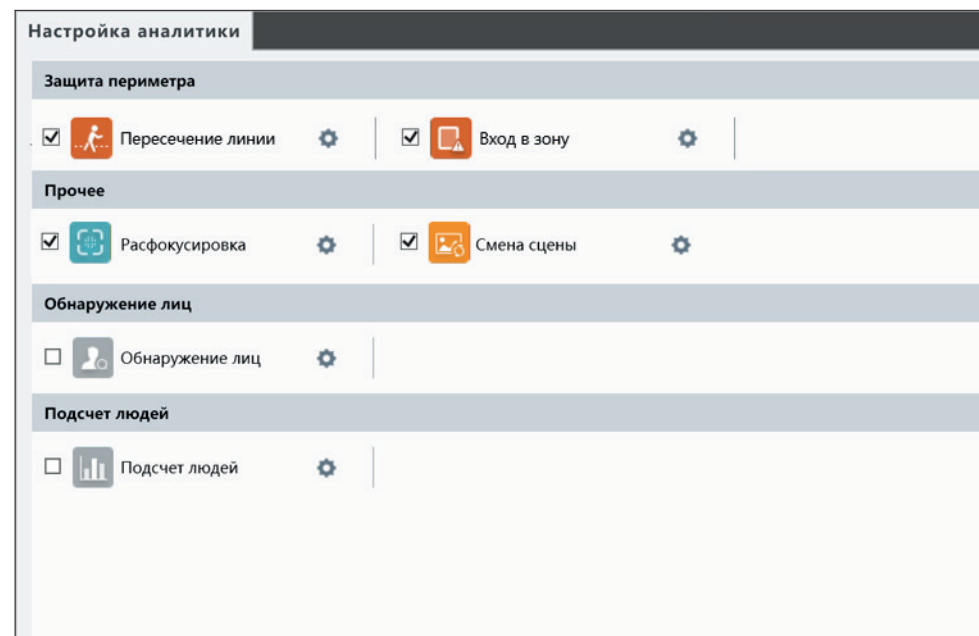 Настройка аналитики
Защита периметра
Пересечение линии
Вход в зону
Прочее
Расфокусировка
Смена сцены
Обнаружение лиц
Обнаружение лиц
Подсчет людей
Подсчет людей